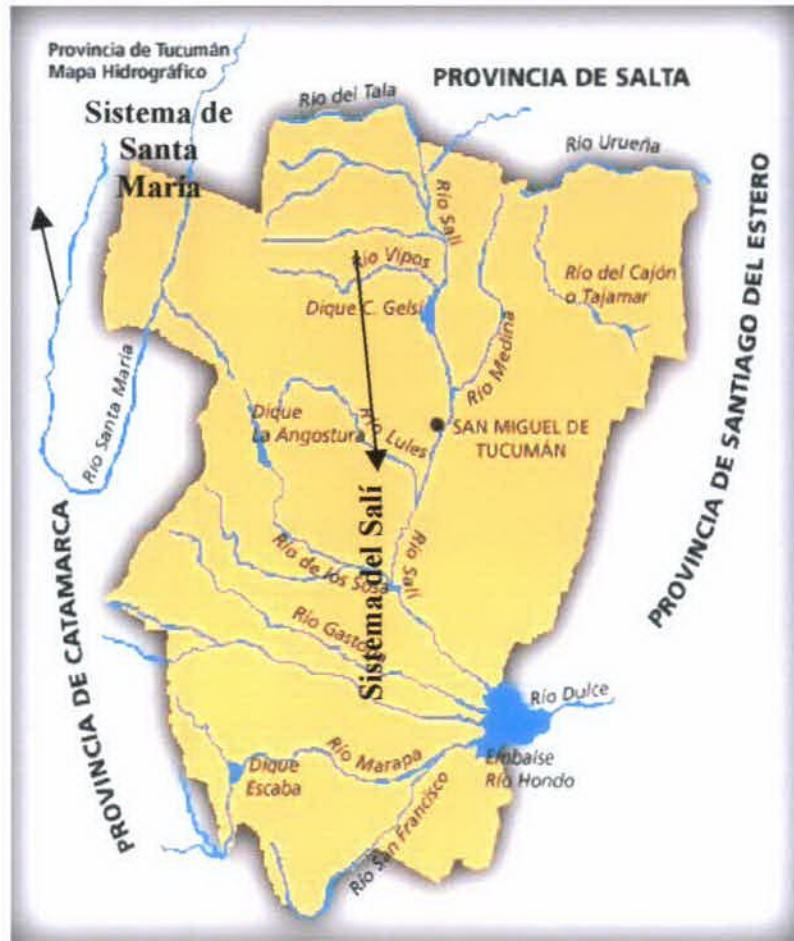 Provincia de Tucumán
Mapa Hidrográfico
Sistema de
Santa
María
PROVINCIA DE SALTA
Río del Tala
Río Urueña
Río Salí
Río Vipos
Río del Cajón
o Tajamar
Dique C. Gelsi
Río Medina
PROVINCIA DE SANTIAGO DEL ESTERO
Río Santa María
Dique
La Angostura
Río Lules
SAN MIGUEL DE
TUCUMÁN
Sistema del Salí
Río Salí
Río de los Sosa
Río Gastona
PROVINCIA DE CATAMARCA
Río Dulce
Río Marapa
Embalse
Río Hondo
Dique
Escaba
Río San Francisco